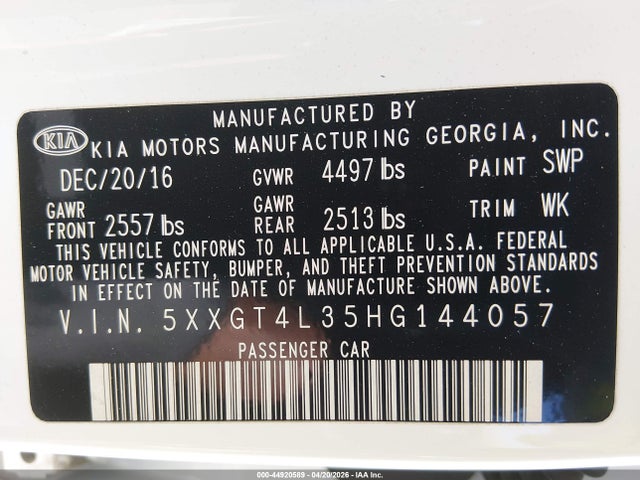 MANUFACTURED BY
KIA KIA MOTORS MANUFACTURING GEORGIA, INC.
DEC/20/16 GVWR 4497 lbs PAINT SWP
GAWR FRONT 2557 lbs GAWR REAR 2513 lbs TRIM WK
THIS VEHICLE CONFORMS TO ALL APPLICABLE U.S.A. FEDERAL
MOTOR VEHICLE SAFETY, BUMPER, AND THEFT PREVENTION STANDARDS
IN EFFECT ON THE DATE OF MANUFACTURE SHOWN ABOVE.
V.I.N. 5XXGT4L35HG144057
PASSENGER CAR
000-44920589 - 04/20/2026 - IAA Inc.